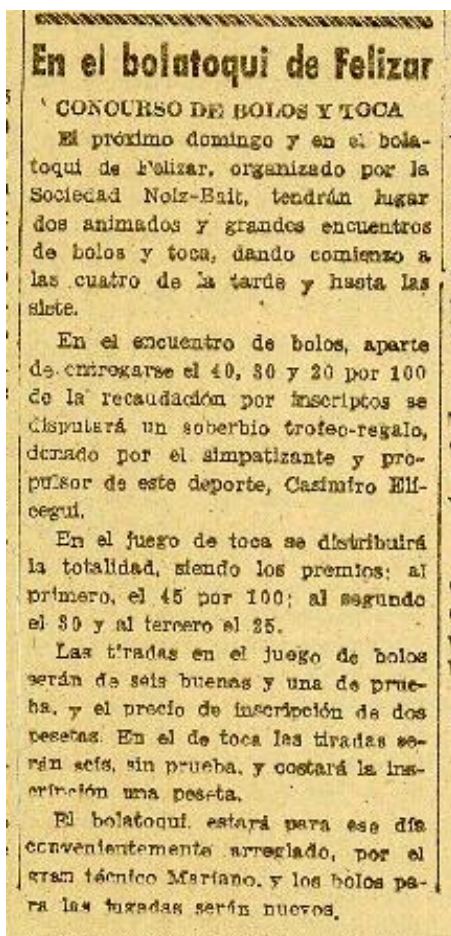 En el bolatoqui de Felizar
CONCURSO DE BOLOS Y TOCA
El próximo domingo y en el bola-
toqui de Felizar, organizado por la
Sociedad Noiz-Bait, tendrán lugar
dos animados y grandes encuentros
de bolos y toca, dando comienzo a
las cuatro de la tarde y hasta las
siete.
En el encuentro de bolos, aparte
de entregarse el 40, 30 y 20 por 100
de la recaudación por inscriptos se
disputará un soberbio trofeo-regalo,
donado por el simpatizante y pro-
pulsor de este deporte, Casimiro Eli-
cegui.
En el juego de toca se distribuirá
la totalidad, siendo los premios: al
primero, el 45 por 100; al segundo
el 30 y al tercero el 25.
Las tiradas en el juego de bolos
serán de seis buenas y una de prue-
ba, y el precio de inscripción de dos
pesetas. En el de toca las tiradas se-
rán seis, sin prueba, y costará la ins-
cripción una peseta.
El bolatoqui, estará para ese día
convenientemente arreglado, por el
gran técnico Mariano, y los bolos pa-
ra las jugadas serán nuevos.